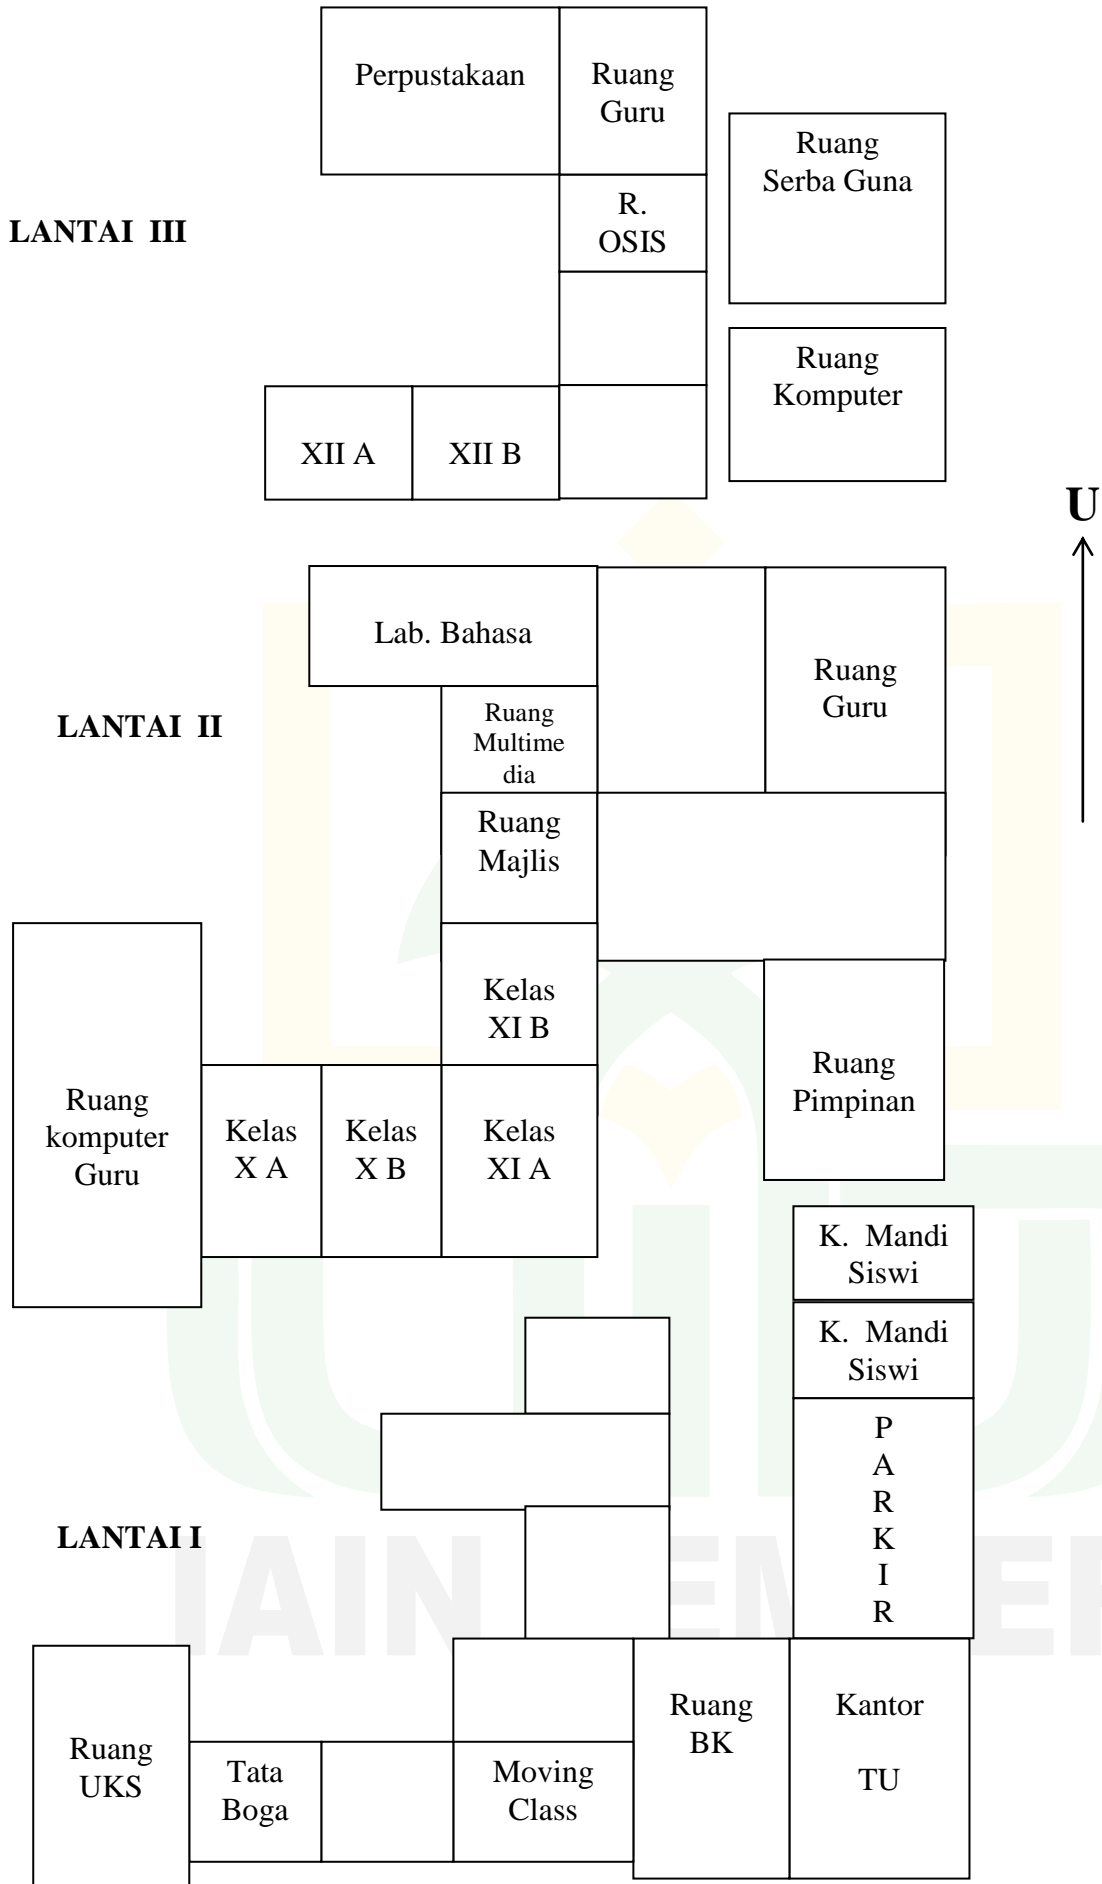 Perpustakaan
Ruang
Guru
Ruang
Serba Guna
R.
OSIS
LANTAI III
Ruang
Komputer
XII A
XII B
U
Lab. Bahasa
Ruang
Guru
Ruang
Multime
dia
LANTAI II
Ruang
Majlis
Kelas
XI B
Ruang
Pimpinan
Ruang
komputer
Guru
Kelas
X A
Kelas
X B
Kelas
XI A
K. Mandi
Siswi
K. Mandi
Siswi
P
A
R
K
I
R
LANTAI I
IAIN JEMBER
Ruang
BK
Kantor
TU
Ruang
UKS
Tata
Boga
Moving
Class